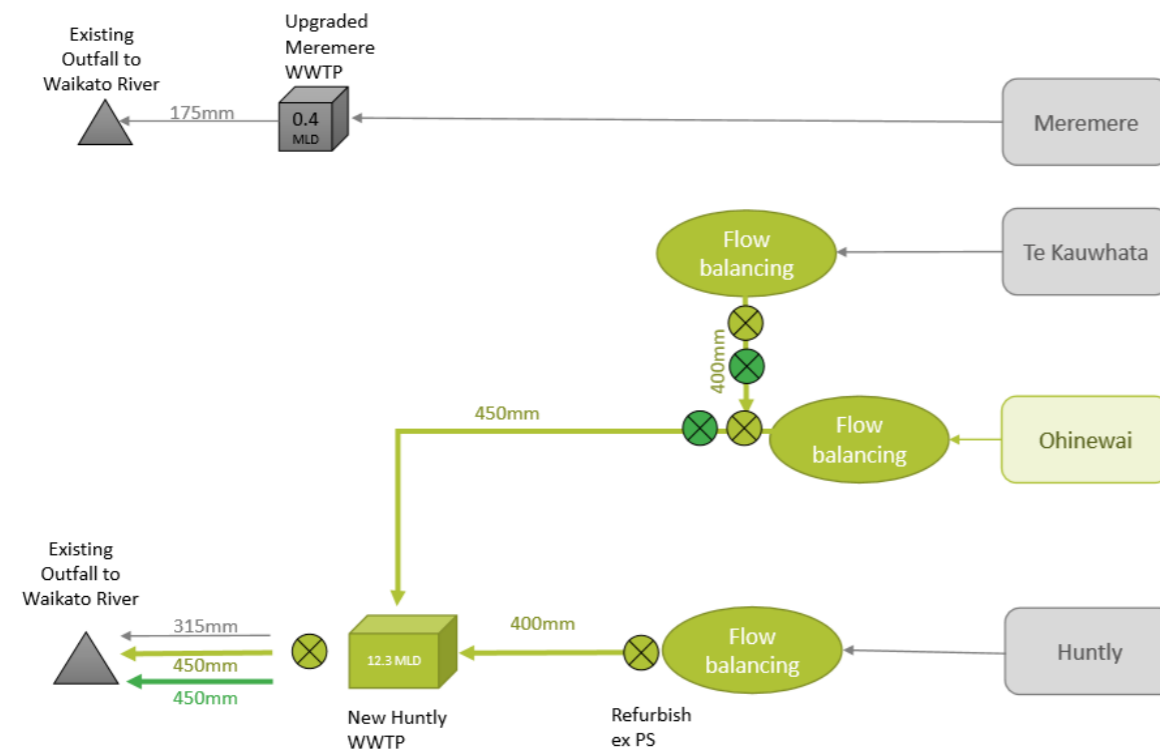 Existing
Outfall to
Waikato River
Upgraded
Meremere
WWTP
175mm
0.4
MLD
Meremere
Flow
balancing
Te Kauwhata
400mm
450mm
Flow
balancing
Ohinewai
Existing
Outfall to
Waikato River
315mm
450mm
450mm
12.3 MLD
New Huntly
WWTP
400mm
Refurbish
ex PS
Flow
balancing
Huntly